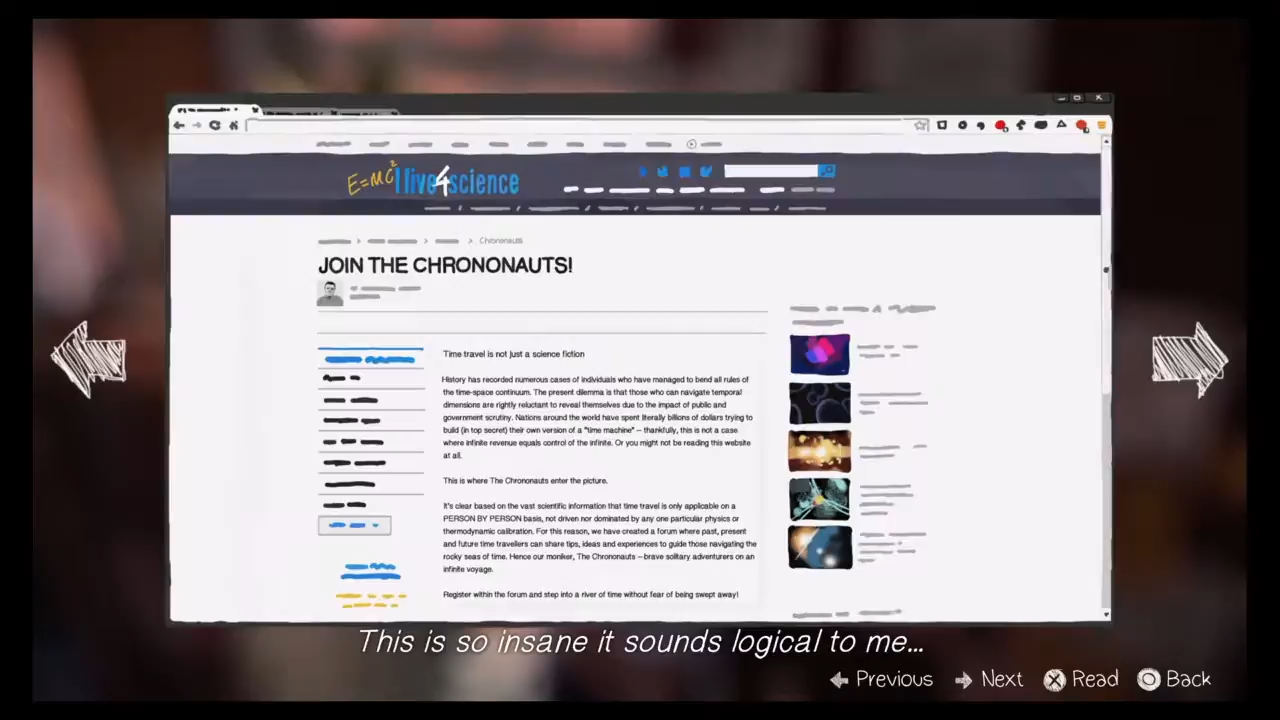 E=MC² I live4science
Chrononauts
JOIN THE CHRONONAUTS!
Time travel is not just a science fiction
History has recorded numerous cases of individuals who have managed to bend all rules of
the time-space continuum. The present dilemma is that those who can navigate temporal
dimensions are rightly reluctant to reveal themselves due to the impact of public and
government scrutiny. Nations around the world have spent literally billions of dollars trying to
build (in top secret) their own version of a "time machine" -- thankfully, this is not a case
where infinite revenue equals control of the infinite. Or you might not be reading this website
at all.
This is where The Chrononauts enter the picture.
It's clear based on the vast scientific information that time travel is only applicable on a
PERSON BY PERSON basis, not driven nor dominated by any one particular physics or
thermodynamic calibration. For this reason, we have created a forum where past, present
and future time travellers can share tips, ideas and experiences to guide those navigating the
rocky seas of time. Hence our moniker, The Chrononauts -- brave solitary adventurers on an
infinite voyage.
Register within the forum and step into a river of time without fear of being swept away!
This is so insane it sounds logical to me...
Previous Next Read Back